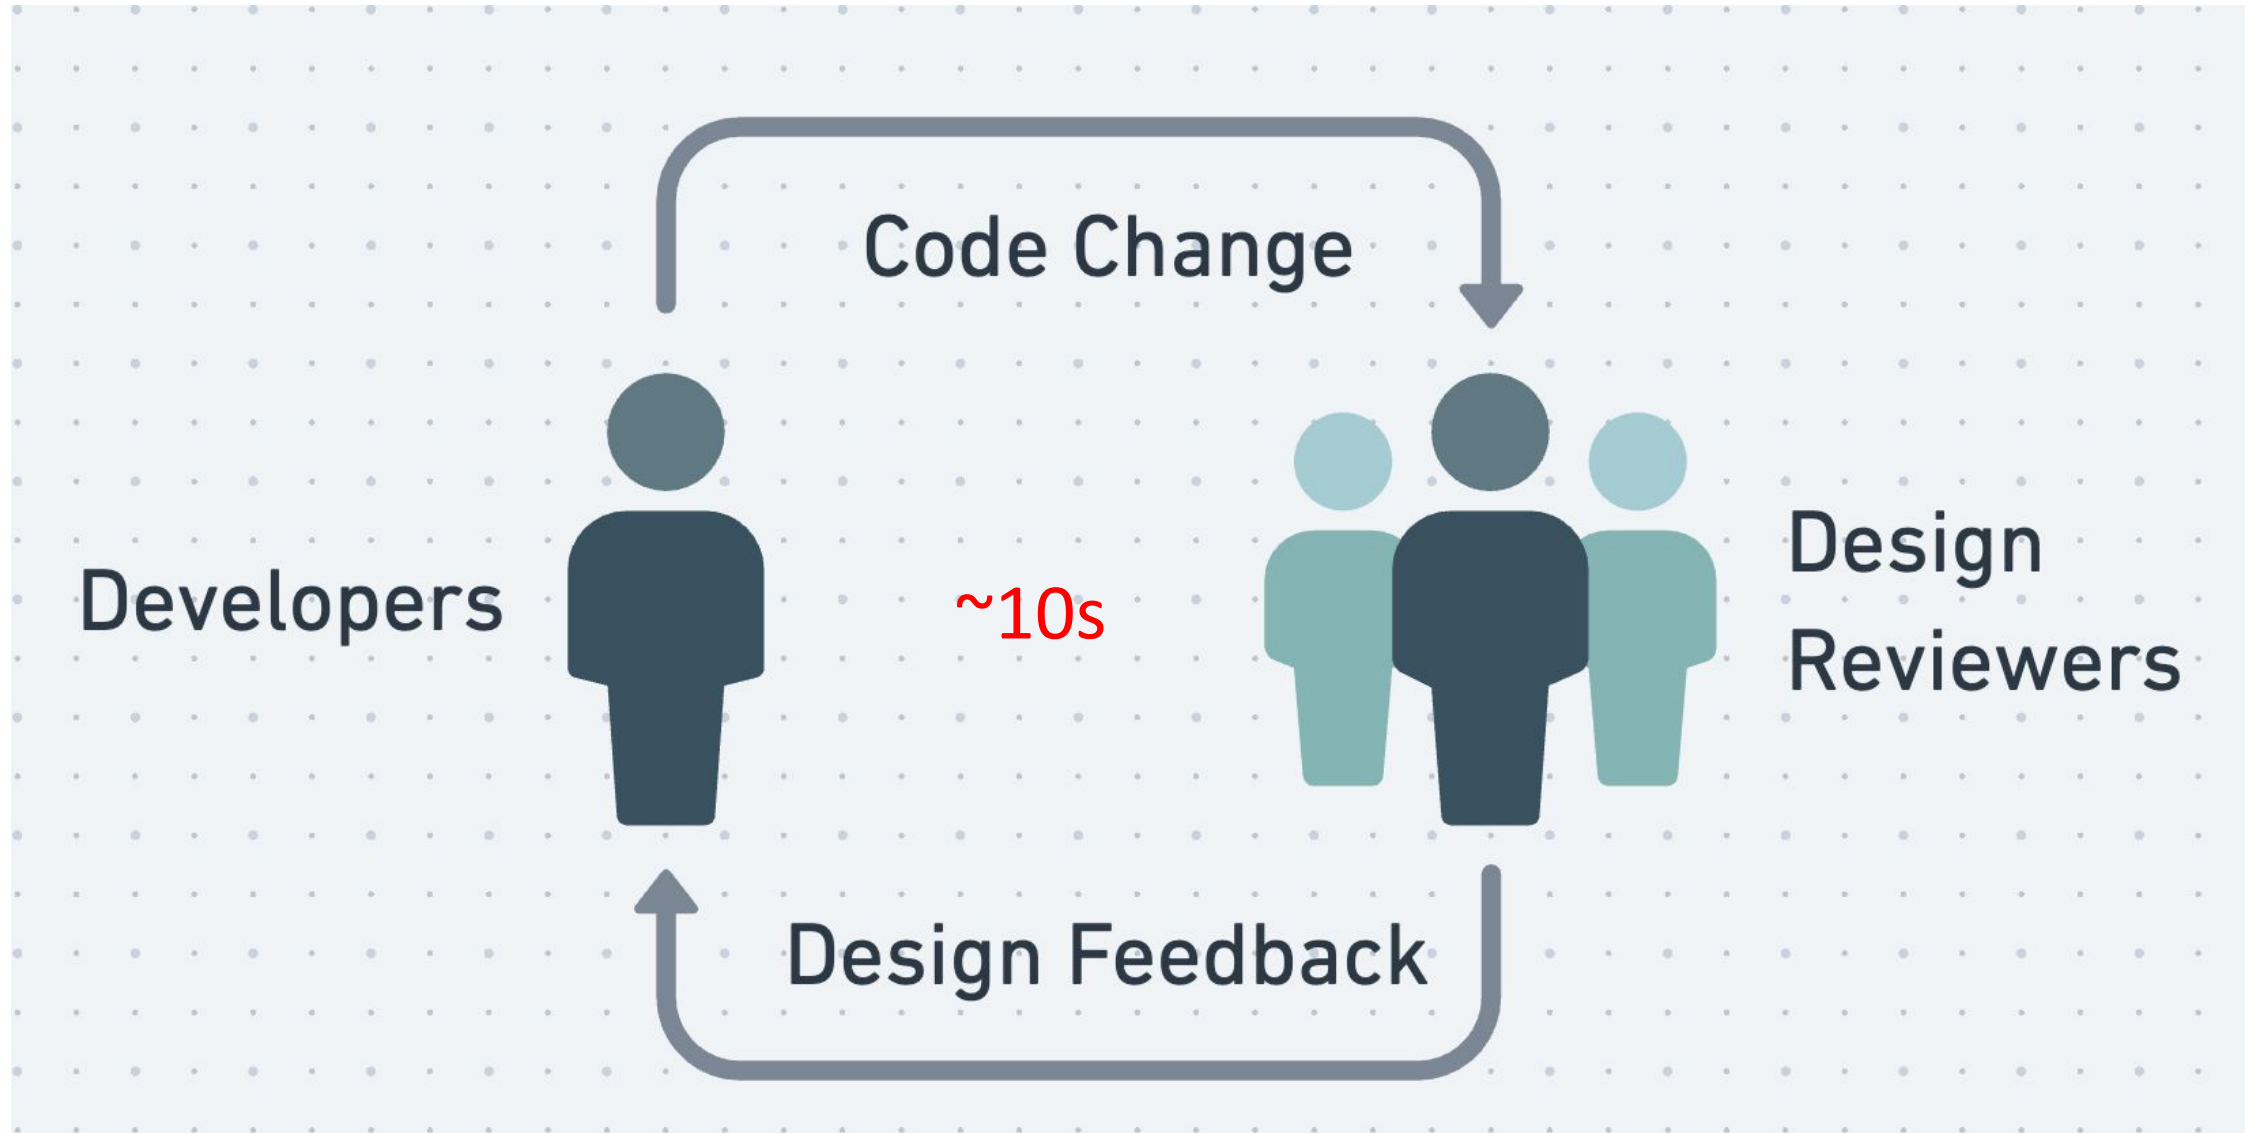 Code Change
Developers
~10s
Design
Reviewers
Design Feedback